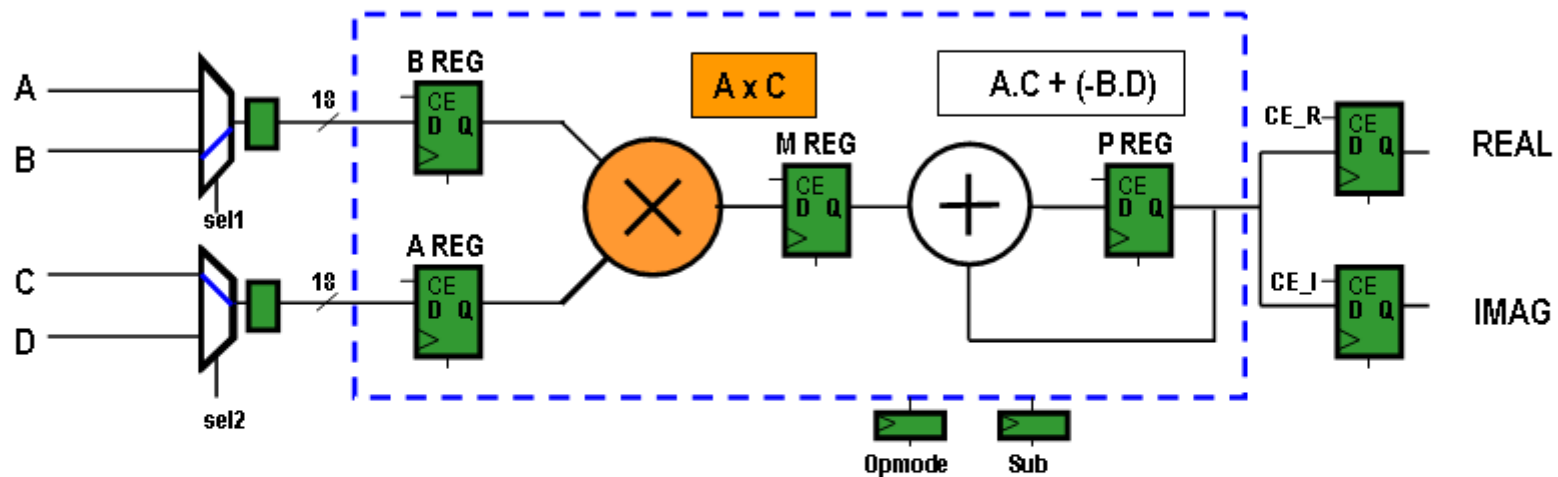 A
B
sel1
C
D
sel2
18
18
B REG
CE
D Q
A REG
CE
D Q
A x C
M REG
CE
D Q
A.C + (-B.D)
P REG
CE
D Q
Opmode
Sub
CE_R
CE
D Q
REAL
CE_I
CE
D Q
IMAG